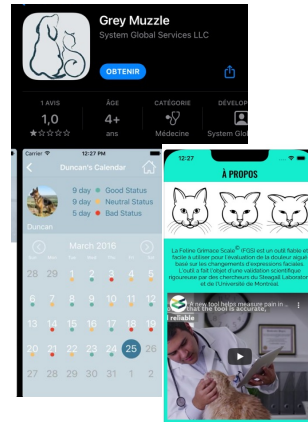 Grey Muzzle
System Global Services LLC
OBTENIR
1 AVIS
1,0
ÂGE
4+
ans
CATÉGORIE
Médecine
DÉVELOP
System Glo
Carrier
12:27 PM
Duncan's Calendar
9 day Good Status
9 day Neutral Status
5 day Bad Status
Duncan
March 2016
28 29 1 2 3 4 5
6 7 8 9 10 11 12
13 14 15 16 17 18 19
20 21 22 23 24 25 26
27 28 29 30 31 1 2
12:27
À PROPOS
La Feline Grimace Scale© (FGS) est un outil fiable et
facile à utiliser pour l'évaluation de la douleur aiguë
basé sur les changements d'expressions faciales.
L'outil a fait l'objet d'une validation scientifique
rigoureuse par des chercheurs du Steagall Laboratory
et de l'Université de Montréal.
A new tool helps measure pain in...
that the tool is accurate,
reliable